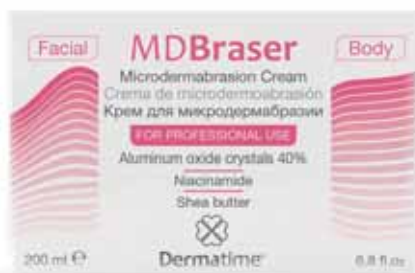 Facial
MDBraser
Body
Microdermabrasion Cream
Crema de microdermoabrasión
Крем для микродермабразии
FOR PROFESSIONAL USE
Aluminum oxide crystals 40%
Niacinamide
Shea butter
Dermatime
200 ml ℮
6.8 fl.oz